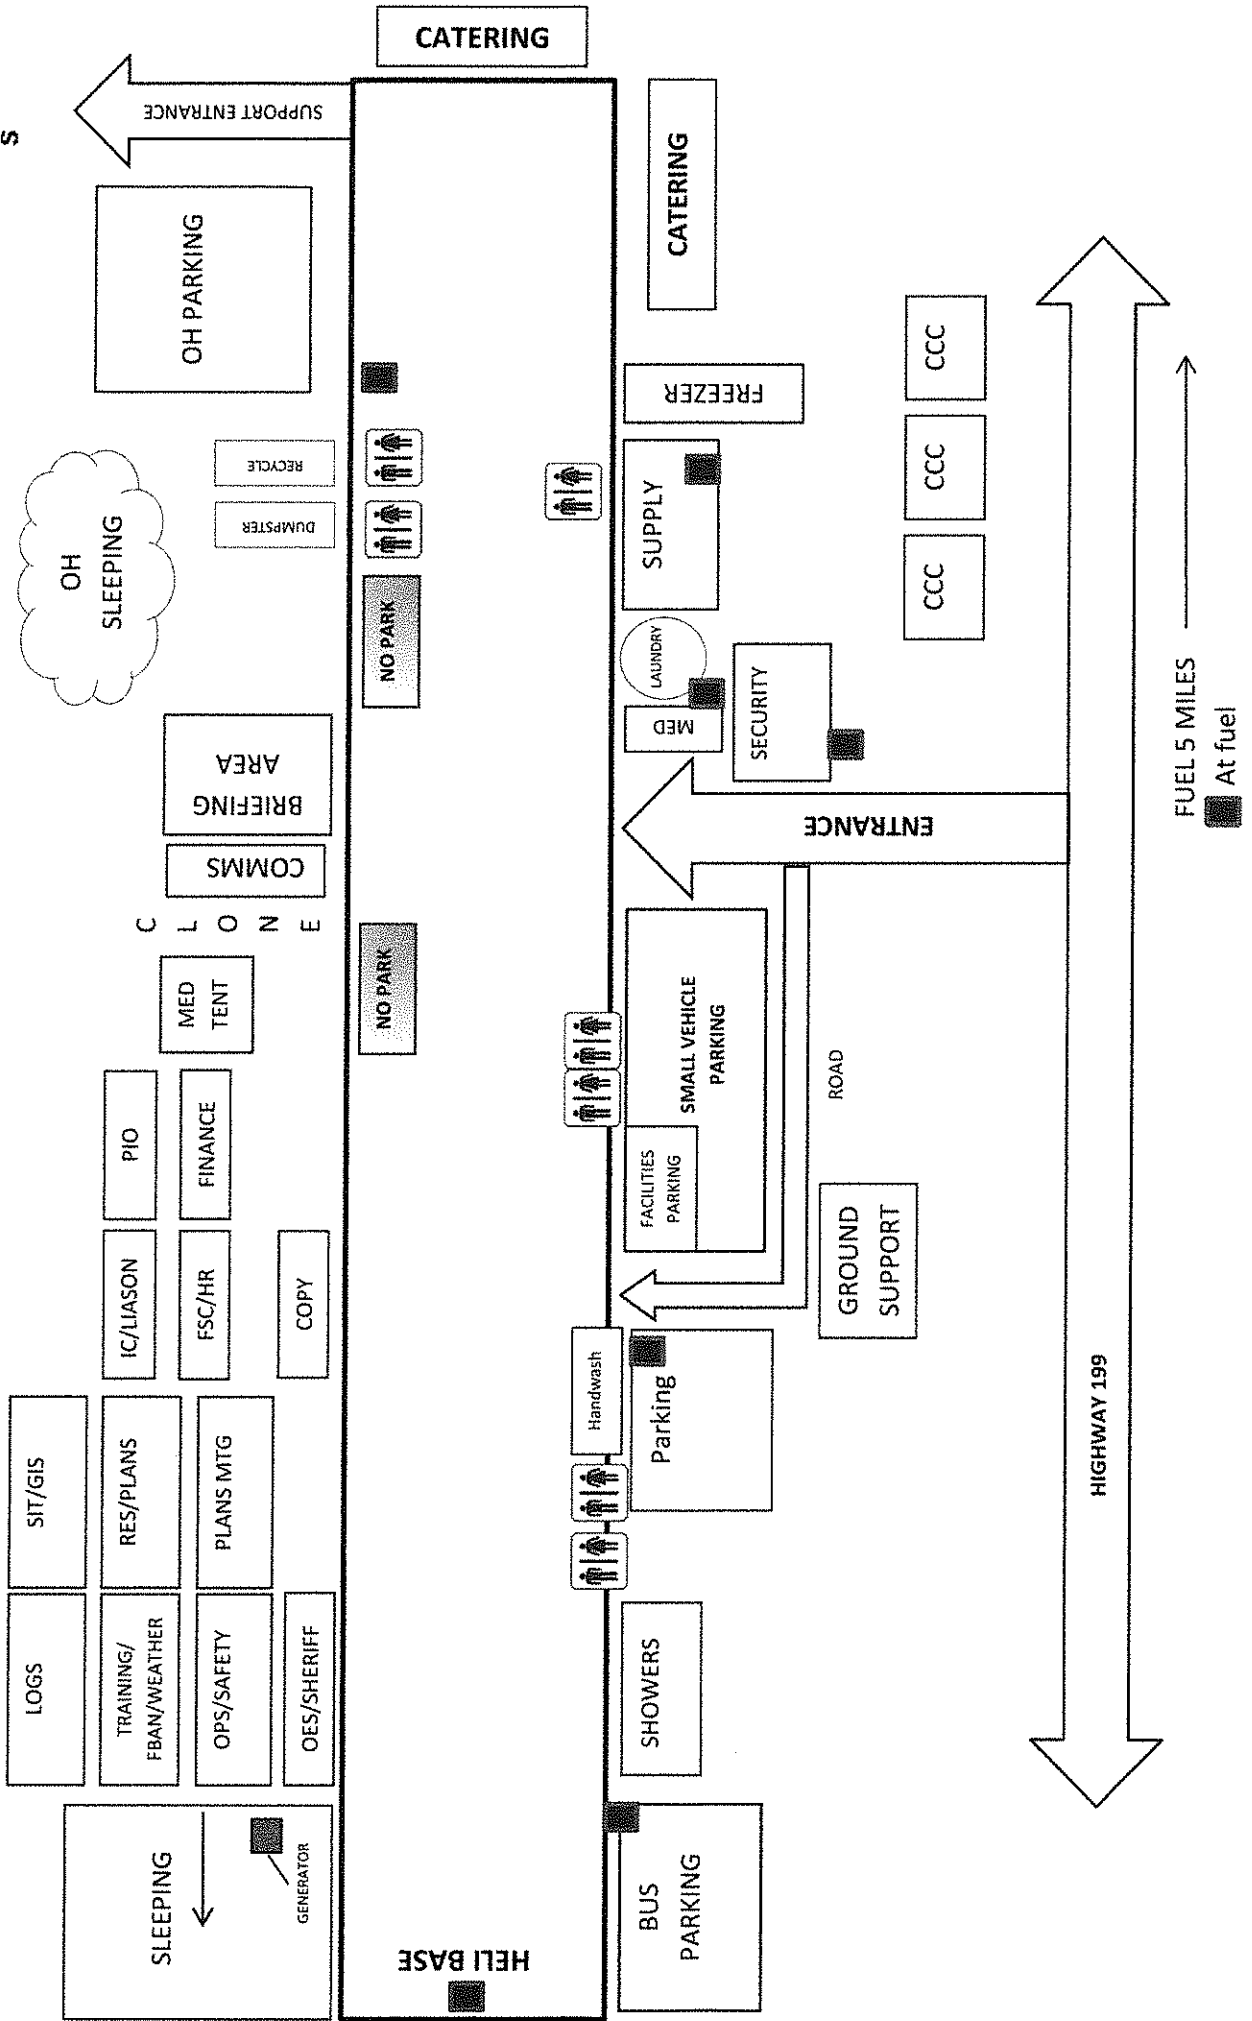 S
LOGS
SIT/GIS
OH
SLEEPING
SLEEPING
GENERATOR
TRAINING/
FBAN/WEATHER
RES/PLANS
IC/LIASON
PIO
OPS/SAFETY
PLANS MTG
FSC/HR
FINANCE
OES/SHERIFF
COPY
MED
TENT
C
L
O
N
E
COMMS
BRIEFING
AREA
DUMPSTER
RECYCLE
OH PARKING
SUPPORT ENTRANCE
NO PARK
NO PARK
HELI BASE
CATERING
Handwash
BUS
PARKING
SHOWERS
Parking
FACILITIES
PARKING
SMALL VEHICLE
PARKING
MED
LAUNDRY
SUPPLY
FREEZER
CATERING
SECURITY
ENTRANCE
ROAD
GROUND
SUPPORT
CCC
CCC
CCC
HIGHWAY 199
FUEL 5 MILES
At fuel